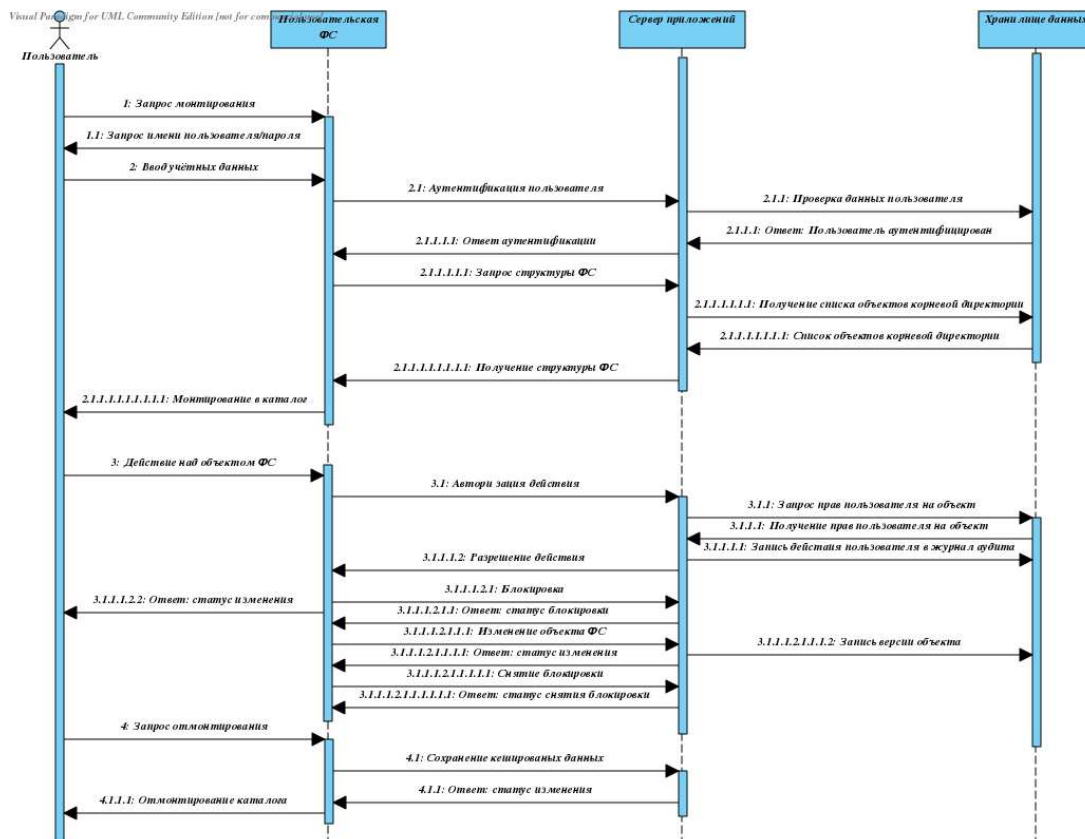 Visual Paradigm for UML Community Edition [not for com
Пользователь
Пользовательская
ФС
Сервер приложений
Хранилище данных
1: Запрос монтирования
1.1: Запрос имени пользователя/пароля
2: Ввод учётных данных
2.1: Аутентификация пользователя
2.1.1: Проверка данных пользователя
2.1.1.1: Ответ: Пользователь аутентифицирован
2.1.1.1.1: Ответ аутентификации
2.1.1.1.1.1: Запрос структуры ФС
2.1.1.1.1.1.1: Получение списка объектов корневой директории
2.1.1.1.1.1.1.1: Список объектов корневой директории
2.1.1.1.1.1.1.1.1: Получение структуры ФС
2.1.1.1.1.1.1.1.1.1: Монтирование в каталог
3: Действие над объектом ФС
3.1: Авторизация действия
3.1.1: Запрос прав пользователя на объект
3.1.1.1: Получение прав пользователя на объект
3.1.1.1.1: Запись действия пользователя в журнал аудита
3.1.1.1.2: Разрешение действия
3.1.1.1.2.1: Блокировка
3.1.1.1.2.2: Ответ: статус изменения
3.1.1.1.2.1.1: Ответ: статус блокировки
3.1.1.1.2.1.1.1: Изменение объекта ФС
3.1.1.1.2.1.1.1.2: Запись версии объекта
3.1.1.1.2.1.1.1.1: Ответ: статус изменения
3.1.1.1.2.1.1.1.1.1: Снятие блокировки
3.1.1.1.2.1.1.1.1.1.1: Ответ: статус снятия блокировки
4: Запрос отмонтирования
4.1: Сохранение кешированых данных
4.1.1: Ответ: статус изменения
4.1.1.1: Отмонтирование каталога